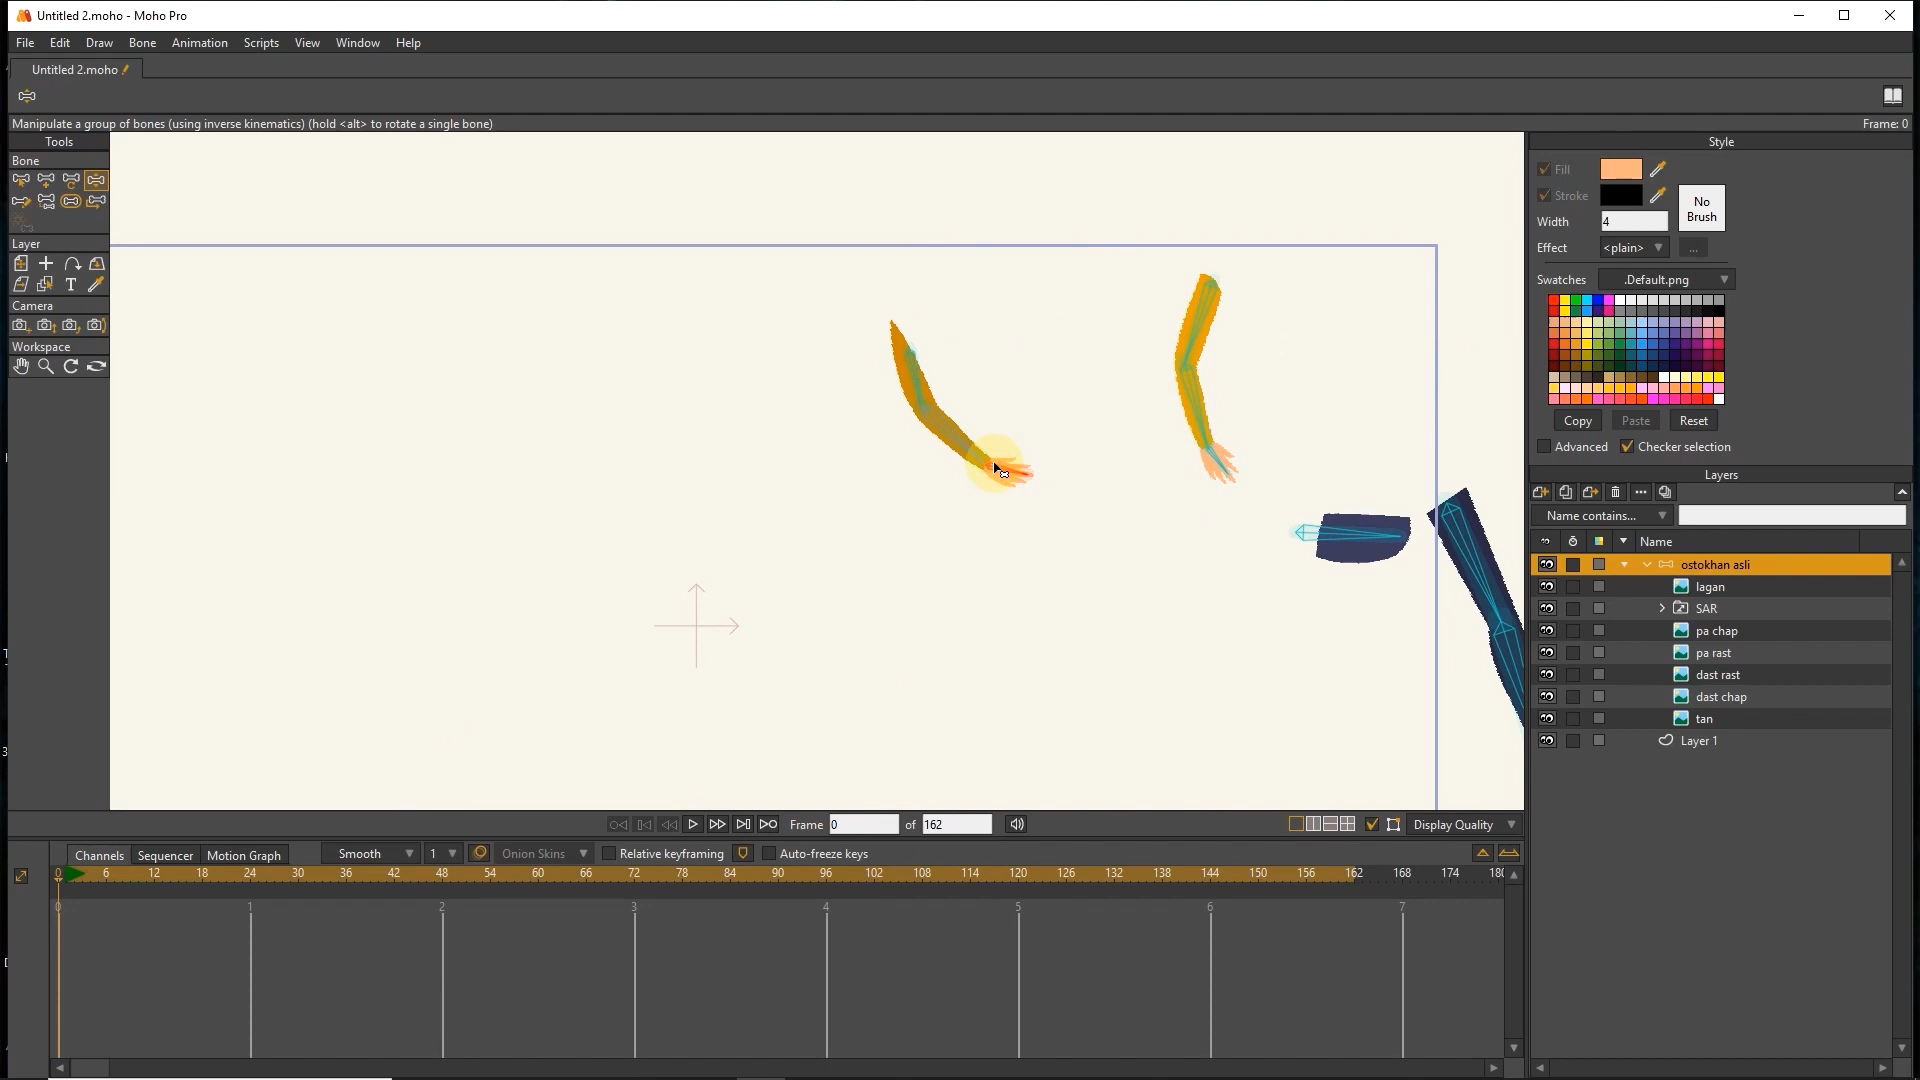 Untitled 2.moho - Moho Pro
File Edit Draw Bone Animation Scripts View Window Help
Untitled 2.moho
Manipulate a group of bones (using inverse kinematics) (hold <alt> to rotate a single bone)
Frame: 0
Tools
Bone
Layer
T
Camera
Workspace
Style
Fill
Stroke
No
Brush
Width 4
Effect <plain> ...
Swatches .Default.png
Copy Paste Reset
Advanced Checker selection
Layers
Name contains...
Name
ostokhan asli
lagan
SAR
pa chap
pa rast
dast rast
dast chap
tan
Layer 1
Frame 0 of 162
Display Quality
Channels Sequencer Motion Graph Smooth 1 Onion Skins Relative keyframing Auto-freeze keys
0 6 12 18 24 30 36 42 48 54 60 66 72 78 84 90 96 102 108 114 120 126 132 138 144 150 156 162 168 174 180
0 1 2 3 4 5 6 7